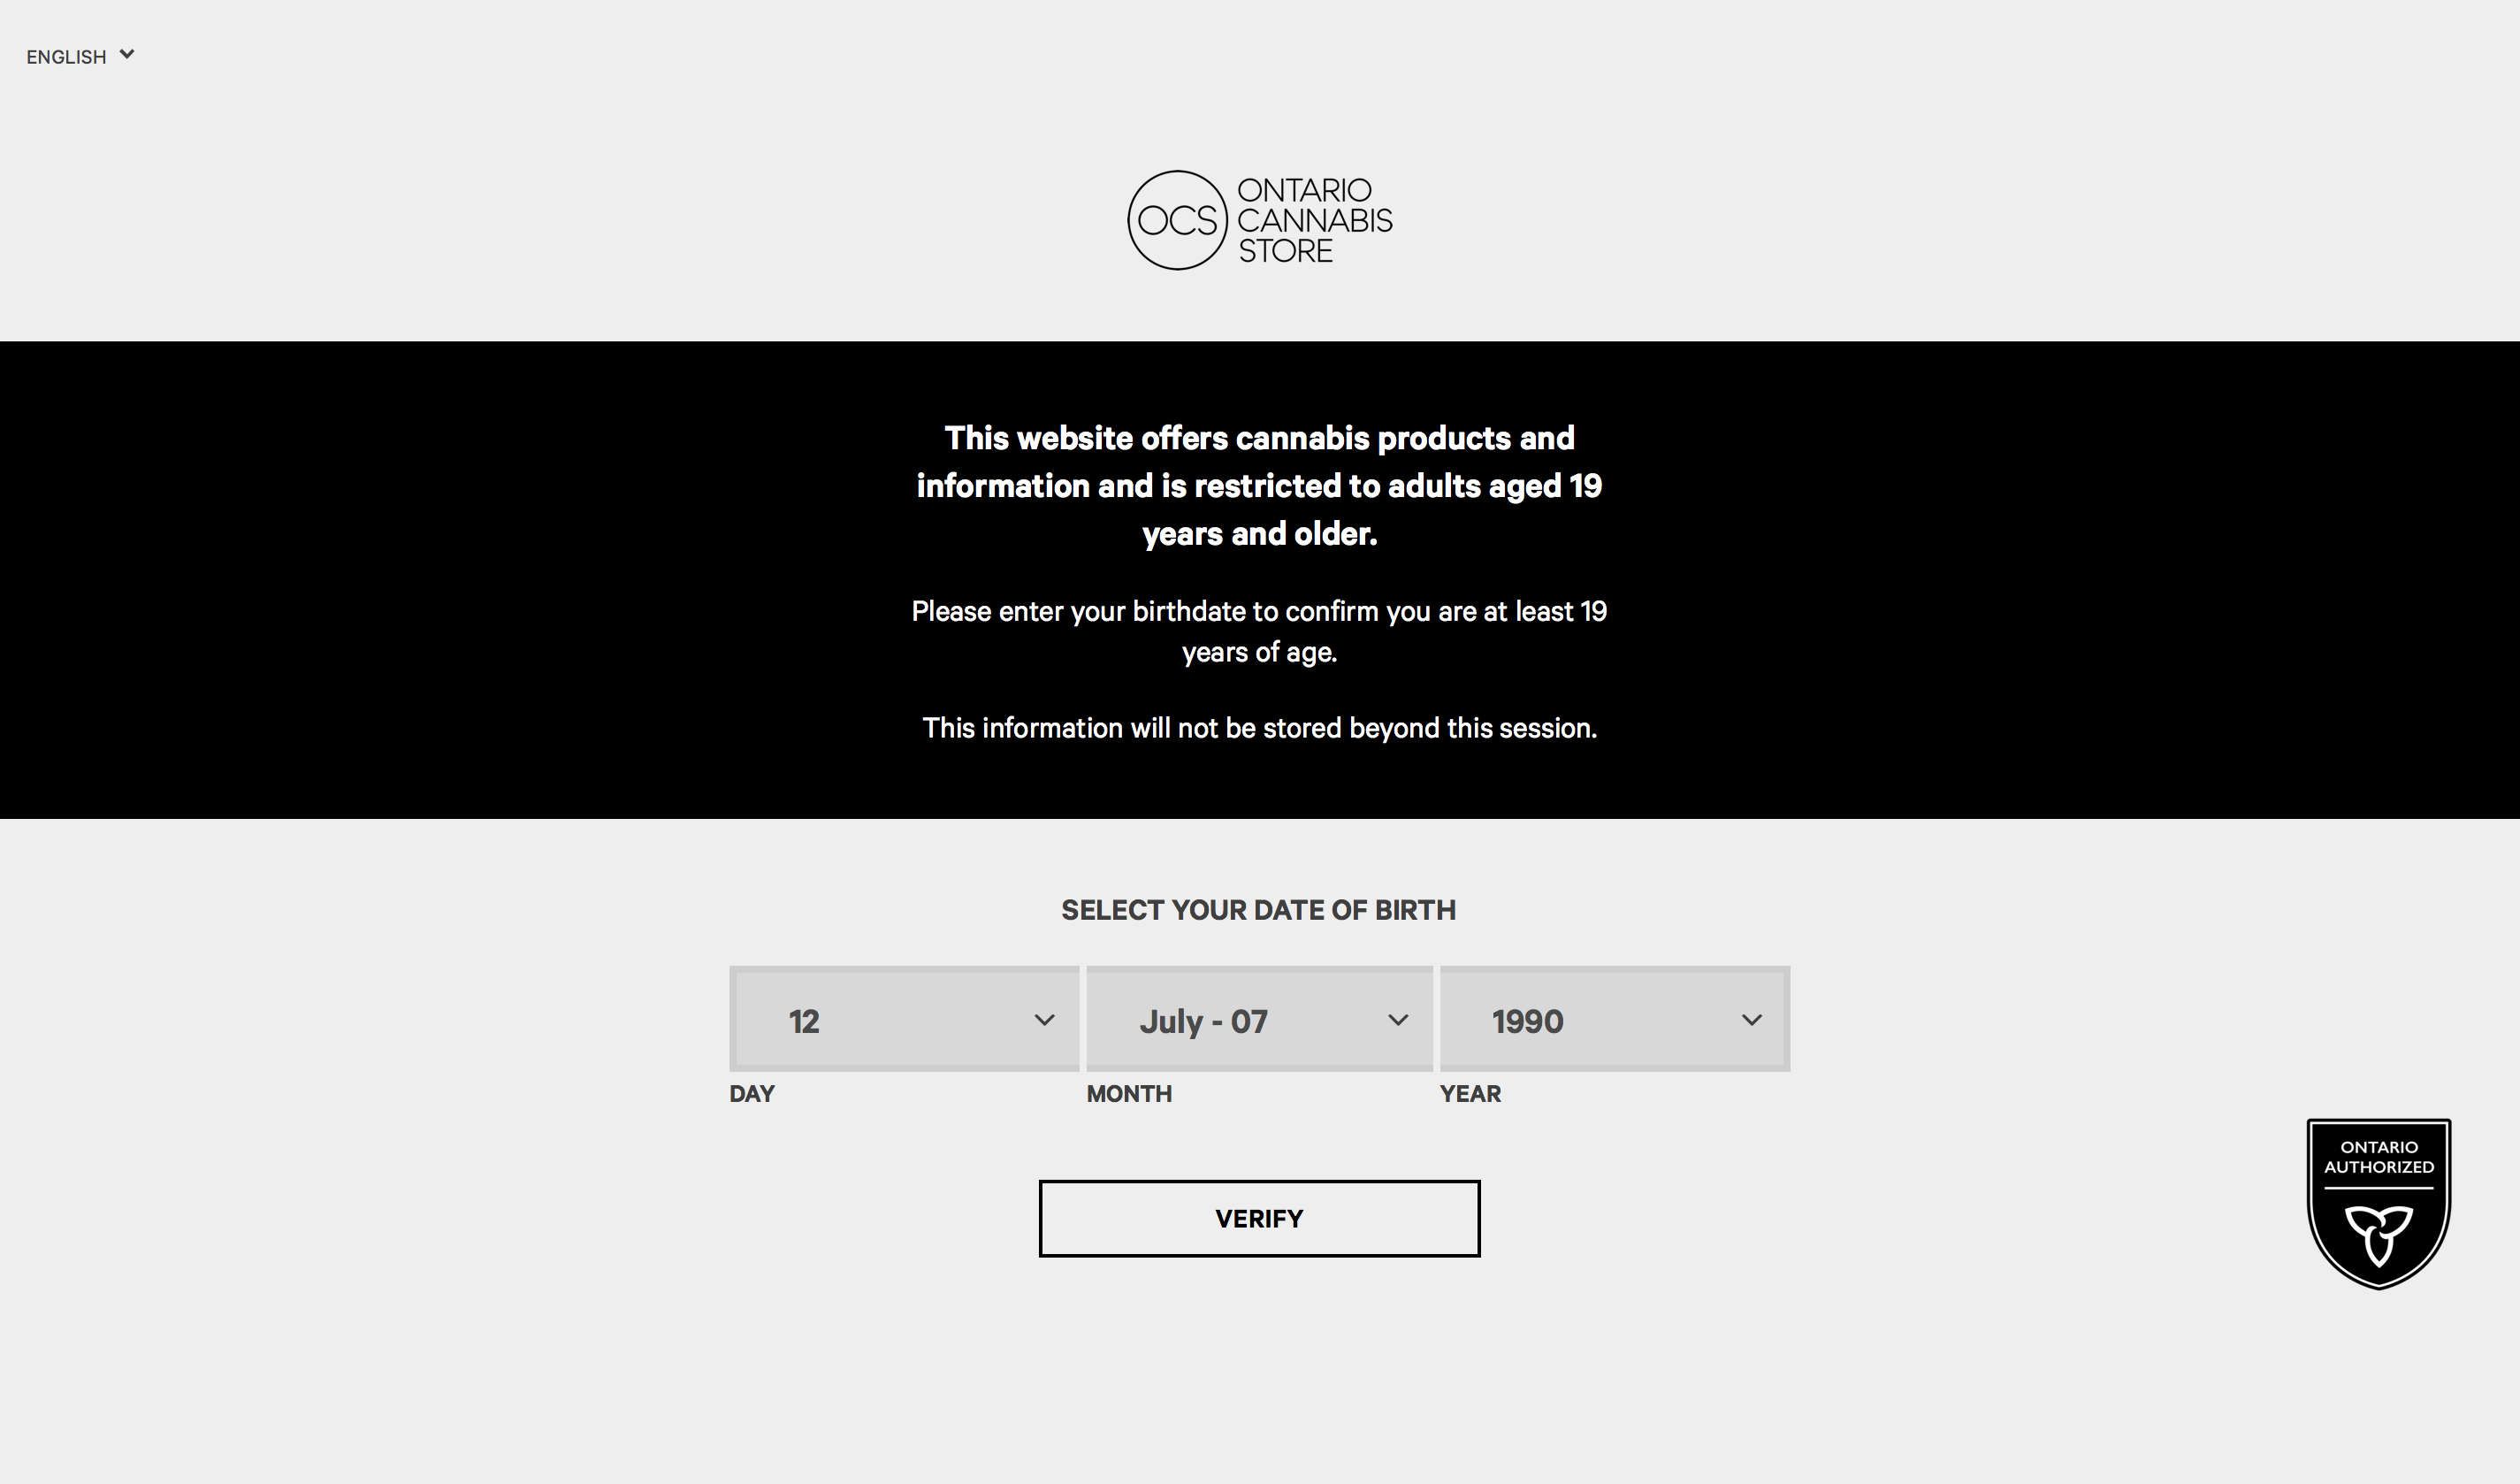 ENGLISH
OCS
ONTARIO
CANNABIS
STORE
This website offers cannabis products and
information and is restricted to adults aged 19
years and older.
Please enter your birthdate to confirm you are at least 19
years of age.
This information will not be stored beyond this session.
SELECT YOUR DATE OF BIRTH
12 July - 07 1990
DAY MONTH YEAR
ONTARIO
AUTHORIZED
VERIFY